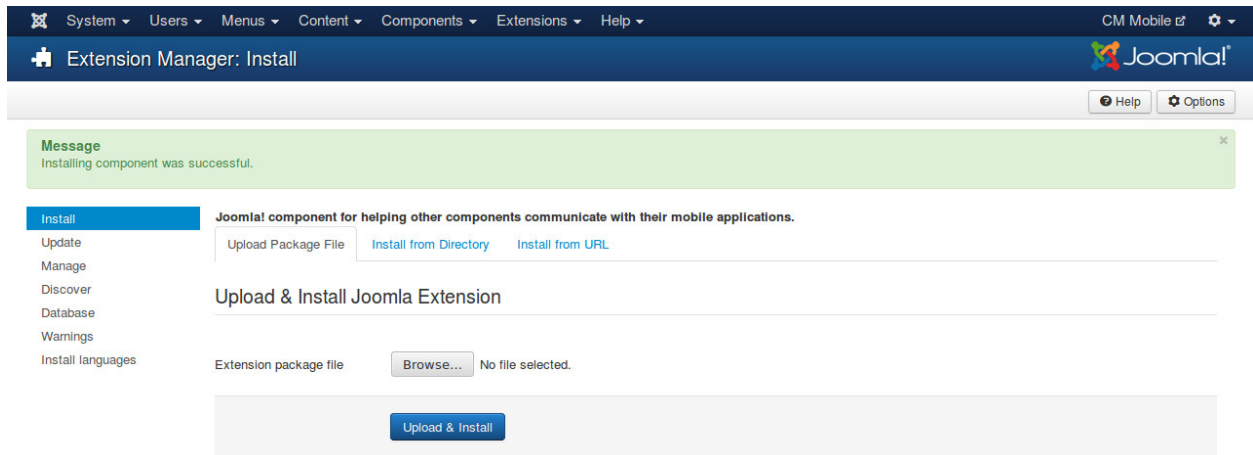 System Users Menus Content Components Extensions Help CM Mobile
Extension Manager: Install Joomla!
Help Options
Message ×
Installing component was successful.
Install
Update
Manage
Discover
Database
Warnings
Install languages
Joomla! component for helping other components communicate with their mobile applications.
Upload Package File Install from Directory Install from URL
Upload & Install Joomla Extension
Extension package file Browse... No file selected.
Upload & Install